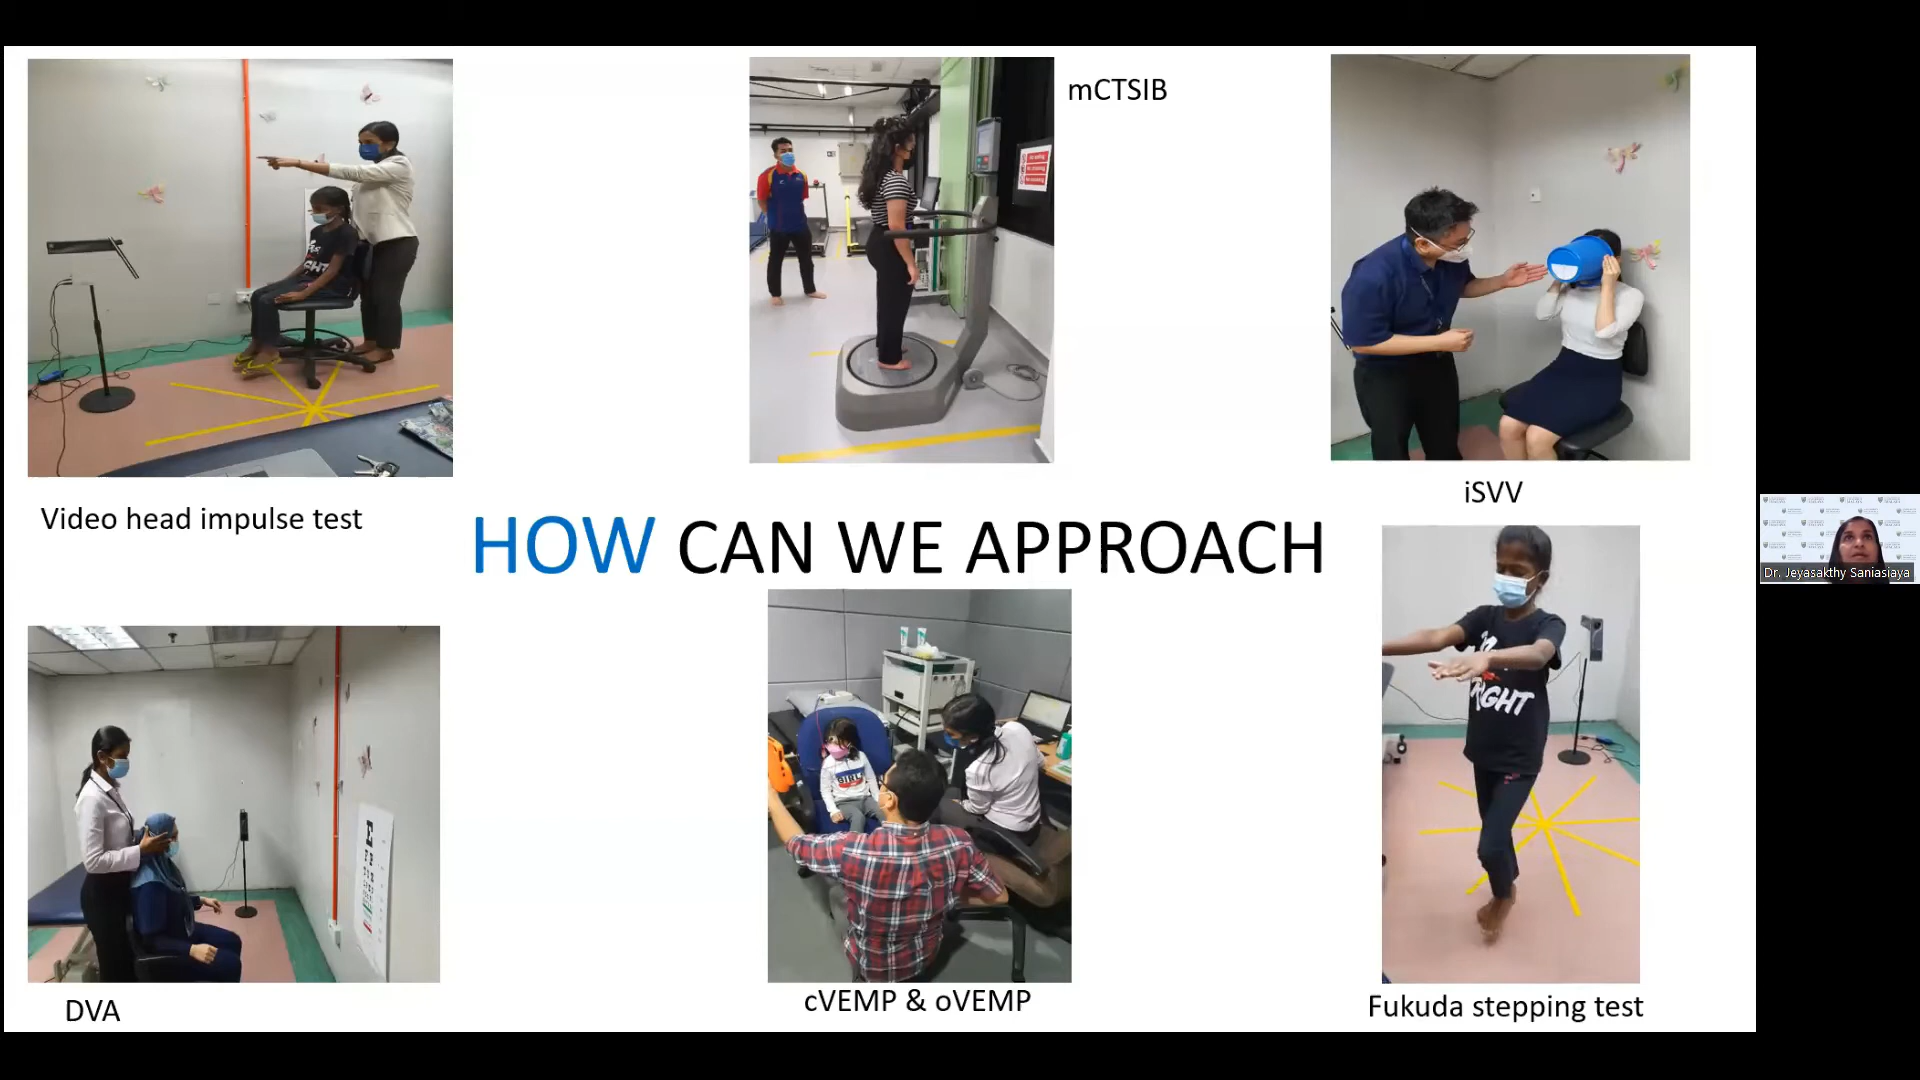 mCTSIB
iSVV
Video head impulse test
HOW CAN WE APPROACH
Dr. Jeyasakthy Saniasiaya
RIGHT
DVA
cVEMP & oVEMP
Fukuda stepping test